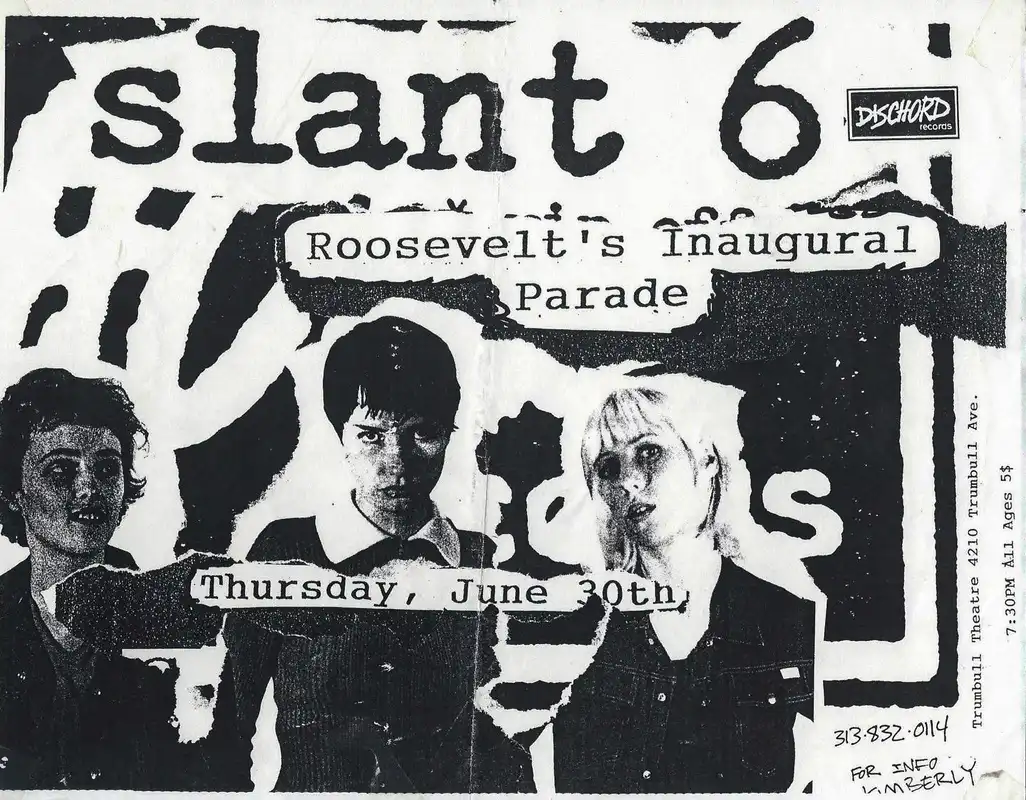 slant 6
DISCHORD
records
Roosevelt's Inaugural
Parade
s
Thursday, June 30th,
Trumbull Theatre 4210 Trumbull Ave.
7:30PM All Ages 5$
313·832·0114
FOR INFO
KIMBERLY